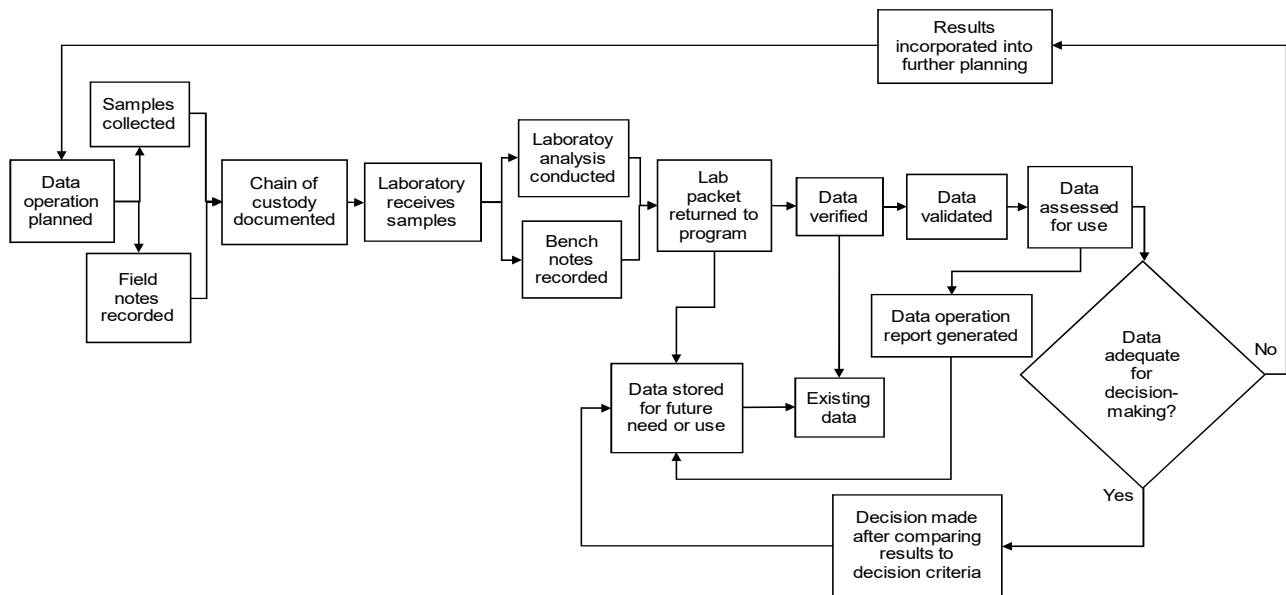 Results
incorporated into
further planning
Samples
collected
Data
operation
planned
Field
notes
recorded
Chain of
custody
documented
Laboratory
receives
samples
Laboratoy
analysis
conducted
Bench
notes
recorded
Lab
packet
returned to
program
Data
verified
Data
validated
Data
assessed
for use
Data operation
report generated
Data
adequate
for
decision-
making?
No
Yes
Data stored
for future
need or use
Existing
data
Decision made
after comparing
results to
decision criteria